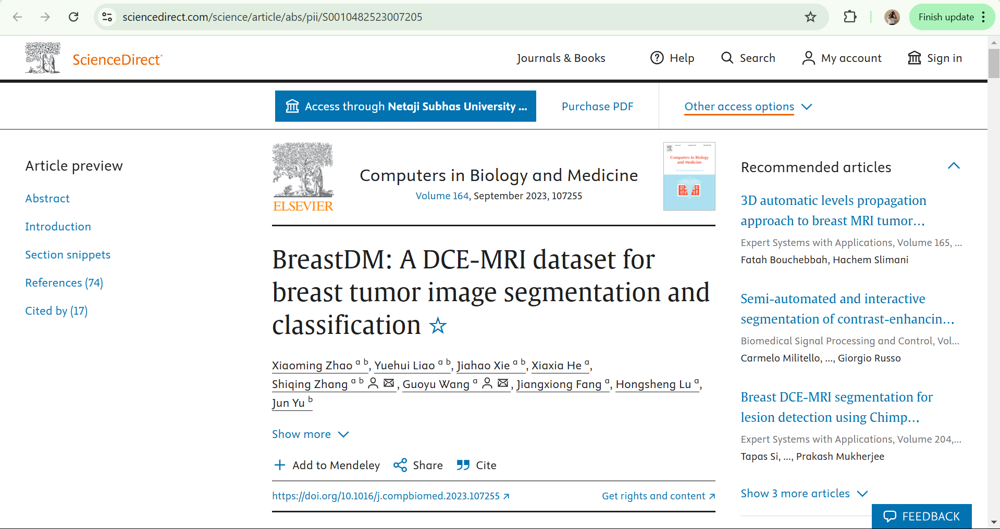 sciencedirect.com/science/article/abs/pii/S0010482523007205
Finish update
ScienceDirect
Journals & Books
Help
Search
My account
Sign in
Access through Netaji Subhas University ...
Purchase PDF
Other access options
Article preview
Abstract
Introduction
Section snippets
References (74)
Cited by (17)
ELSEVIER
Computers in Biology and Medicine
Volume 164, September 2023, 107255
Computers in Biology
and Medicine
BreastDM: A DCE-MRI dataset for
breast tumor image segmentation and
classification
Xiaoming Zhao a b, Yuehui Liao a b, Jiahao Xie a b, Xiaxia He a,
Shiqing Zhang a b, Guoyu Wang a, Jiangxiong Fang a, Hongsheng Lu a,
Jun Yu b
Show more
Add to Mendeley
Share
Cite
https://doi.org/10.1016/j.compbiomed.2023.107255
Get rights and content
Recommended articles
3D automatic levels propagation
approach to breast MRI tumor...
Expert Systems with Applications, Volume 165, ...
Fatah Bouchebbah, Hachem Slimani
Semi-automated and interactive
segmentation of contrast-enhancin...
Biomedical Signal Processing and Control, Vol...
Carmelo Militello, ..., Giorgio Russo
Breast DCE-MRI segmentation for
lesion detection using Chimp...
Expert Systems with Applications, Volume 204,...
Tapas Si, ..., Prakash Mukherjee
Show 3 more articles
FEEDBACK